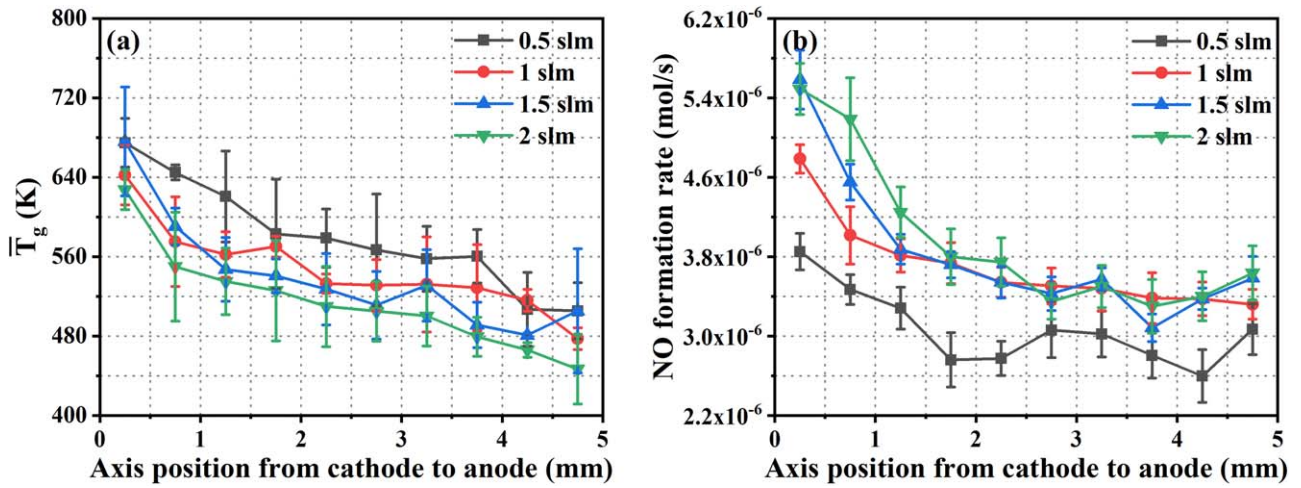 (a)
0.5 slm
1 slm
1.5 slm
2 slm
800
720
640
560
480
400
T̅g (K)
0 1 2 3 4 5
Axis position from cathode to anode (mm)
(b)
0.5 slm
1 slm
1.5 slm
2 slm
6.2x10⁻⁶
5.4x10⁻⁶
4.6x10⁻⁶
3.8x10⁻⁶
3.0x10⁻⁶
2.2x10⁻⁶
NO formation rate (mol/s)
0 1 2 3 4 5
Axis position from cathode to anode (mm)